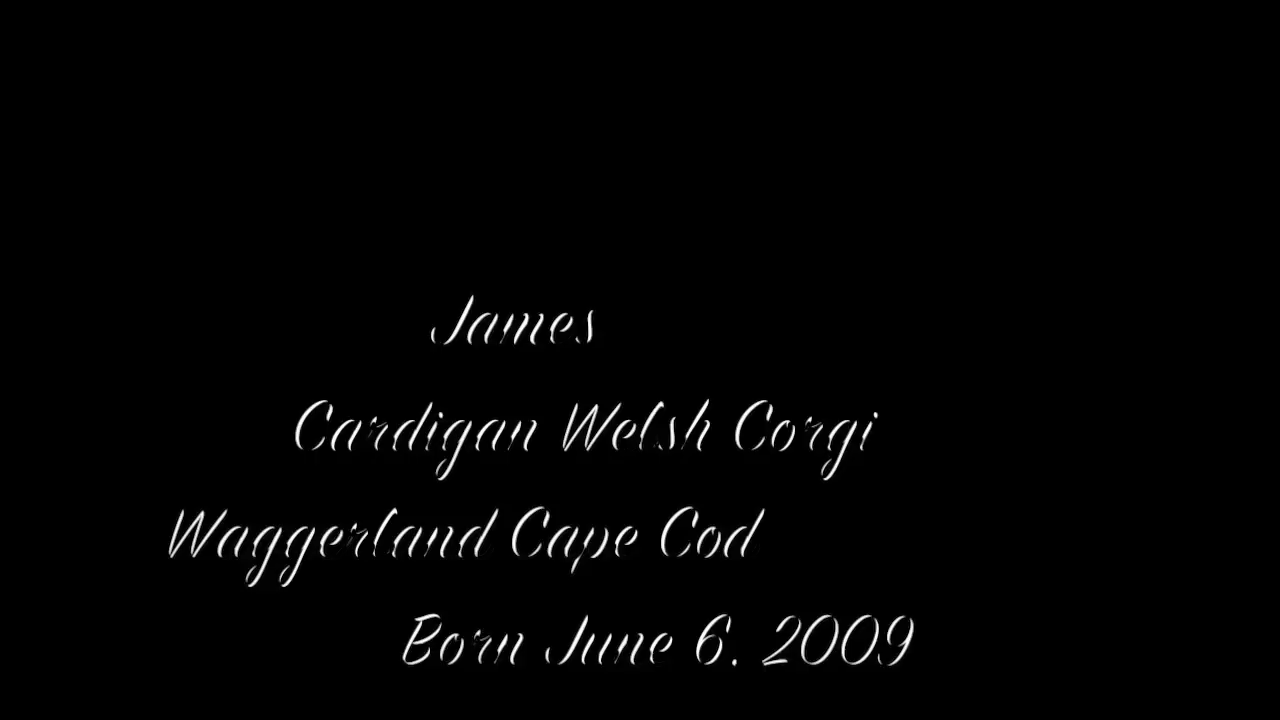 James
Cardigan Welsh Corgi
Waggerland Cape Cod
Born June 6. 2009